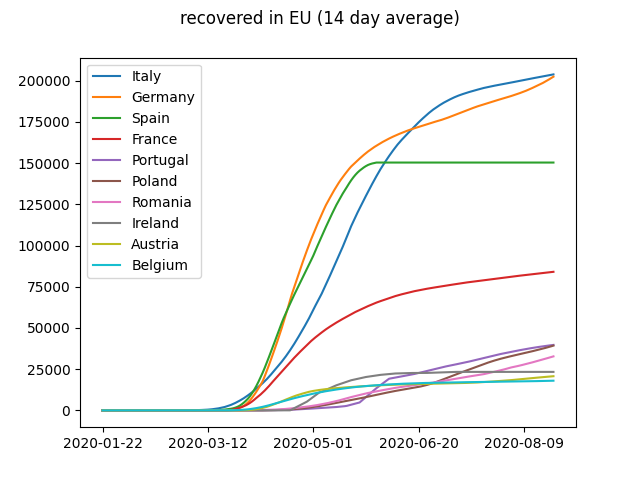 recovered in EU (14 day average)
200000
175000
150000
125000
100000
75000
50000
25000
0
Italy
Germany
Spain
France
Portugal
Poland
Romania
Ireland
Austria
Belgium
2020-01-22
2020-03-12
2020-05-01
2020-06-20
2020-08-09